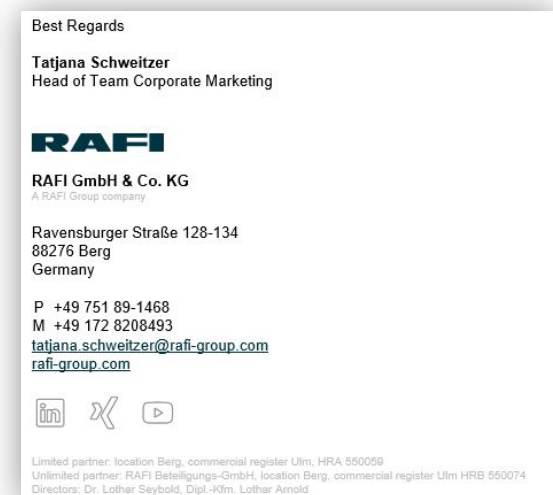 Best Regards
Tatjana Schweitzer
Head of Team Corporate Marketing
RAFI
RAFI GmbH & Co. KG
A RAFI Group company
Ravensburger Straße 128-134
88276 Berg
Germany
P +49 751 89-1468
M +49 172 8208493
tatjana.schweitzer@rafi-group.com
rafi-group.com
in
Limited partner: location Berg, commercial register Ulm, HRA 550059
Unlimited partner: RAFI Beteiligungs-GmbH, location Berg, commercial register Ulm HRB 550074
Directors: Dr. Lothar Seybold, Dipl.-Kfm. Lothar Arnold